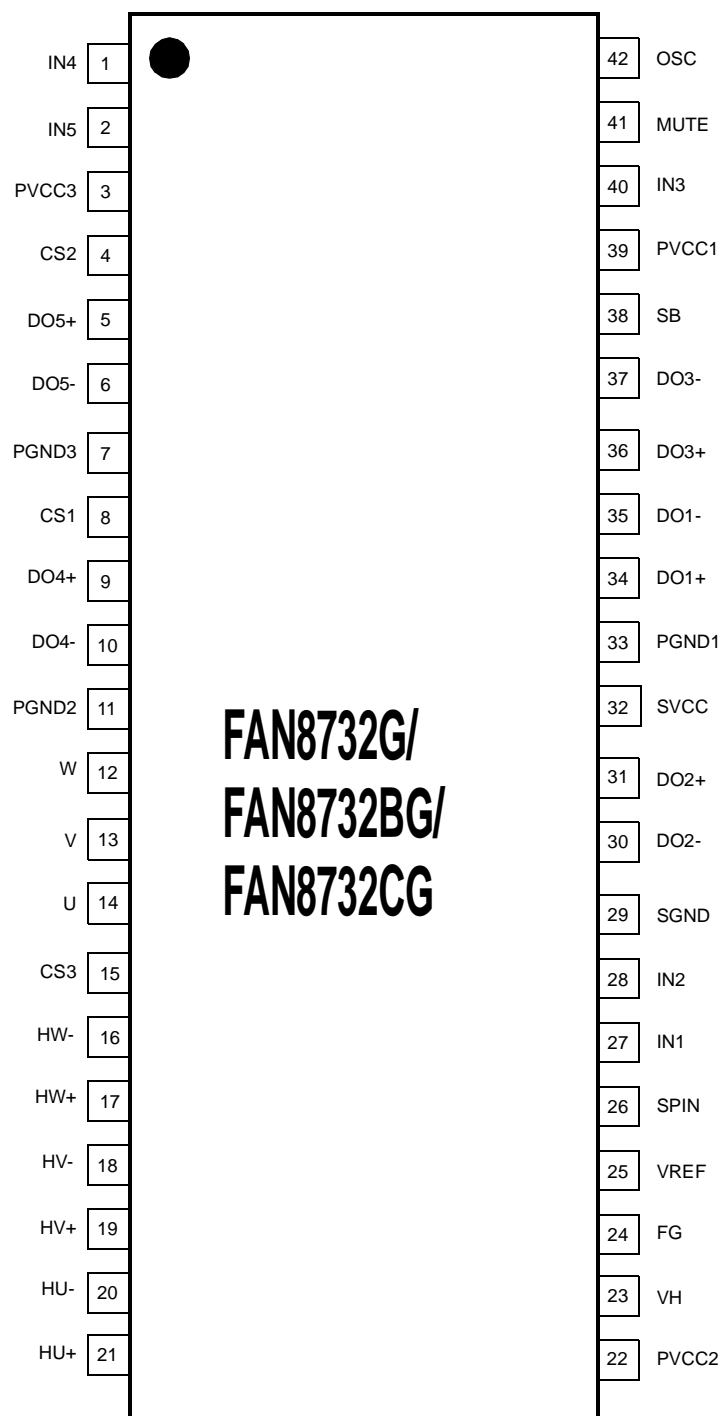 IN4 1 42 OSC
IN5 2 41 MUTE
PVCC3 3 40 IN3
CS2 4 39 PVCC1
DO5+ 5 38 SB
DO5- 6 37 DO3-
PGND3 7 36 DO3+
CS1 8 35 DO1-
DO4+ 9 34 DO1+
DO4- 10 33 PGND1
PGND2 11 32 SVCC
FAN8732G/
W 12 31 DO2+
FAN8732BG/
V 13 30 DO2-
FAN8732CG
U 14 29 SGND
CS3 15 28 IN2
HW- 16 27 IN1
HW+ 17 26 SPIN
HV- 18 25 VREF
HV+ 19 24 FG
HU- 20 23 VH
HU+ 21 22 PVCC2